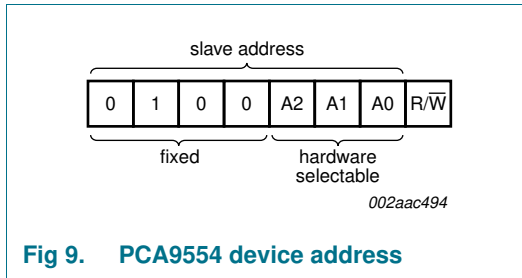 slave address
0 1 0 0 A2 A1 A0 R/W̅
fixed
hardware
selectable
002aac494
Fig 9. PCA9554 device address